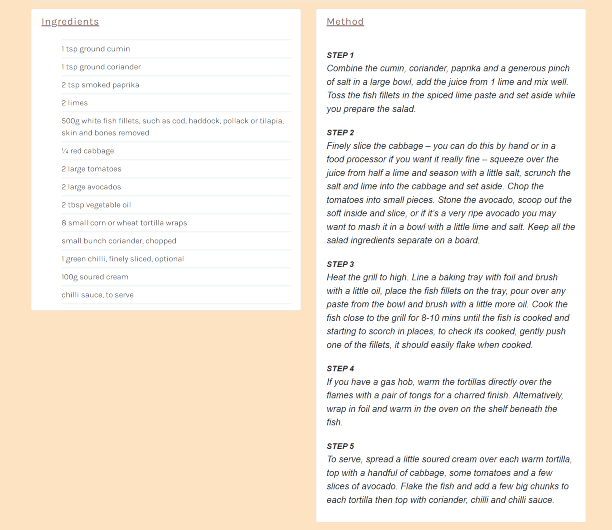 Ingredients
1 tsp ground cumin
1 tsp ground coriander
2 tsp smoked paprika
2 limes
500g white fish fillets, such as cod, haddock, pollack or tilapia,
skin and bones removed
¼ red cabbage
2 large tomatoes
2 large avocados
2 tbsp vegetable oil
8 small corn or wheat tortilla wraps
small bunch coriander, chopped
1 green chilli, finely sliced, optional
100g soured cream
chilli sauce, to serve
Method
STEP 1
Combine the cumin, coriander, paprika and a generous pinch
of salt in a large bowl, add the juice from 1 lime and mix well.
Toss the fish fillets in the spiced lime paste and set aside while
you prepare the salad.
STEP 2
Finely slice the cabbage – you can do this by hand or in a
food processor if you want it really fine – squeeze over the
juice from half a lime and season with a little salt, scrunch the
salt and lime into the cabbage and set aside. Chop the
tomatoes into small pieces. Stone the avocado, scoop out the
soft inside and slice, or if it's a very ripe avocado you may
want to mash it in a bowl with a little lime and salt. Keep all the
salad ingredients separate on a board.
STEP 3
Heat the grill to high. Line a baking tray with foil and brush
with a little oil, place the fish fillets on the tray, pour over any
paste from the bowl and brush with a little more oil. Cook the
fish close to the grill for 8-10 mins until the fish is cooked and
starting to scorch in places, to check its cooked, gently push
one of the fillets, it should easily flake when cooked.
STEP 4
If you have a gas hob, warm the tortillas directly over the
flames with a pair of tongs for a charred finish. Alternatively,
wrap in foil and warm in the oven on the shelf beneath the
fish.
STEP 5
To serve, spread a little soured cream over each warm tortilla,
top with a handful of cabbage, some tomatoes and a few
slices of avocado. Flake the fish and add a few big chunks to
each tortilla then top with coriander, chilli and chilli sauce.